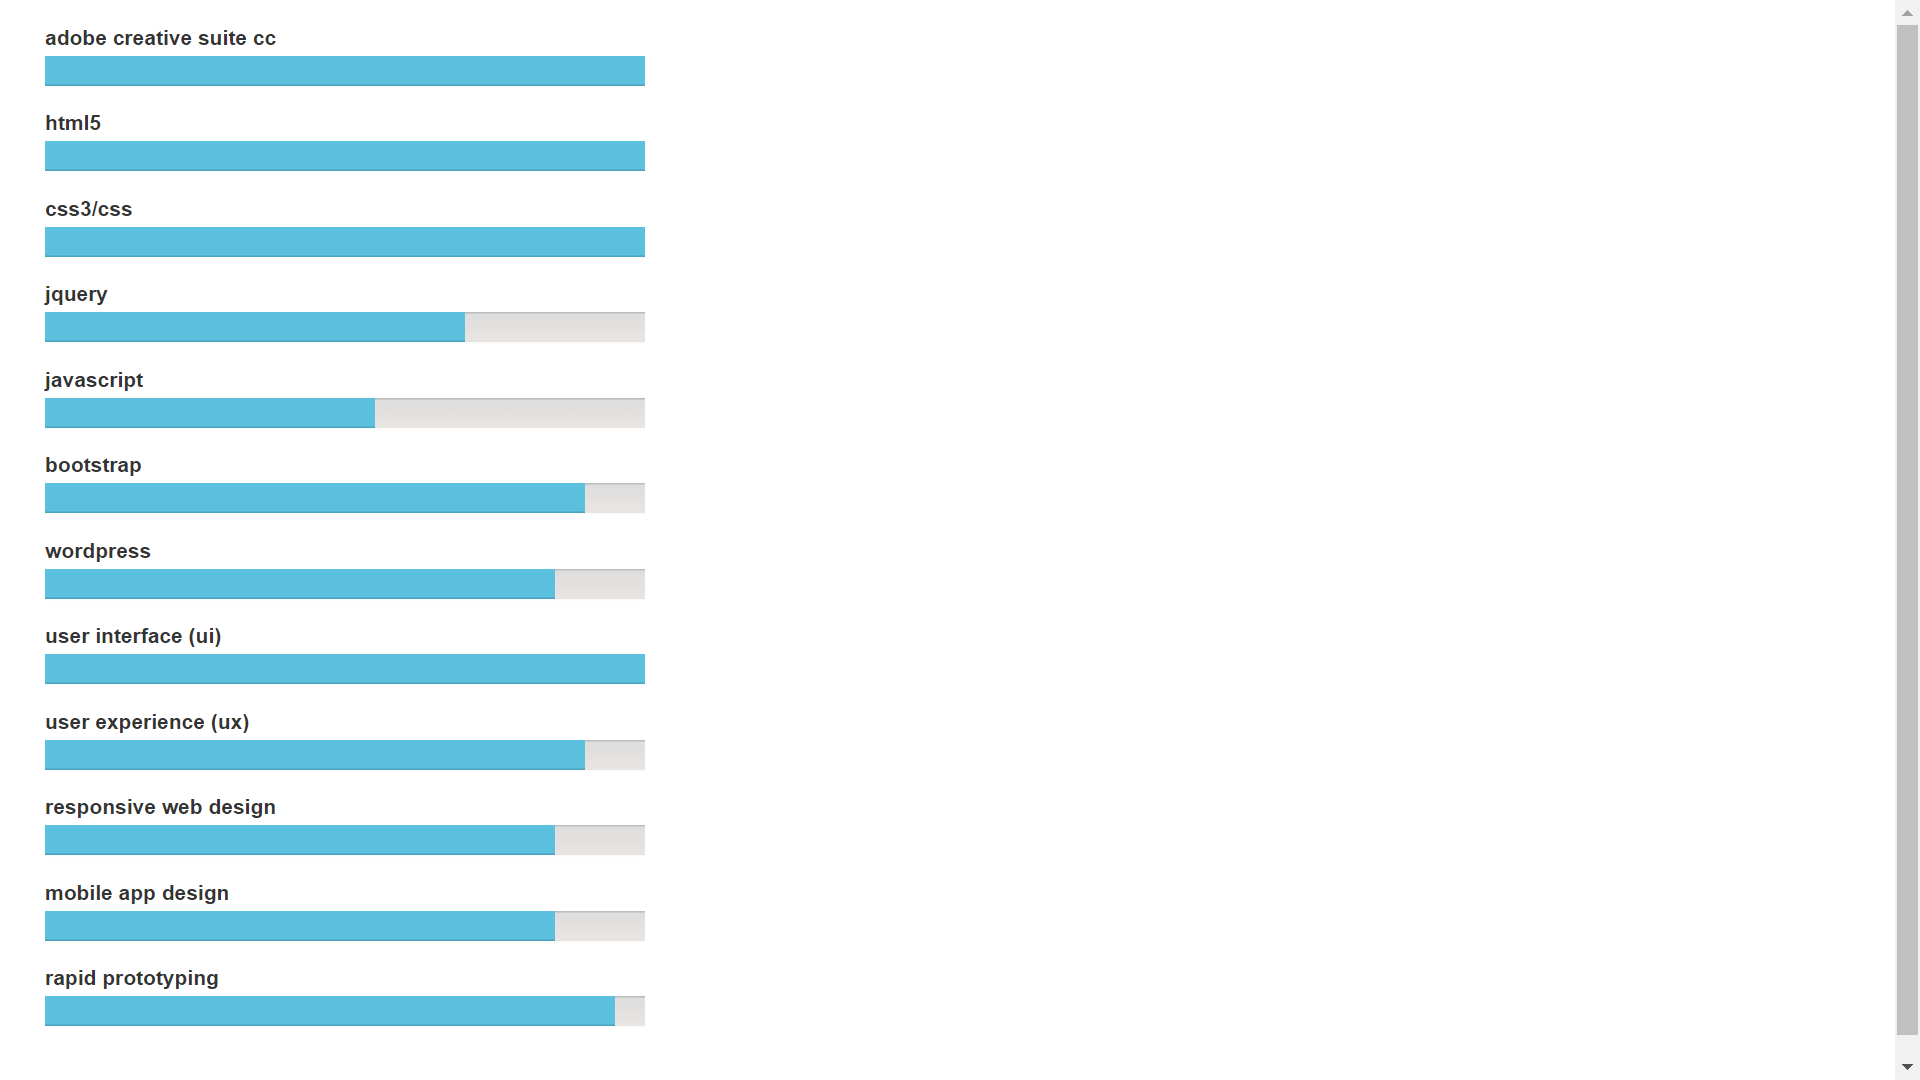 adobe creative suite cc
html5
css3/css
jquery
javascript
bootstrap
wordpress
user interface (ui)
user experience (ux)
responsive web design
mobile app design
rapid prototyping